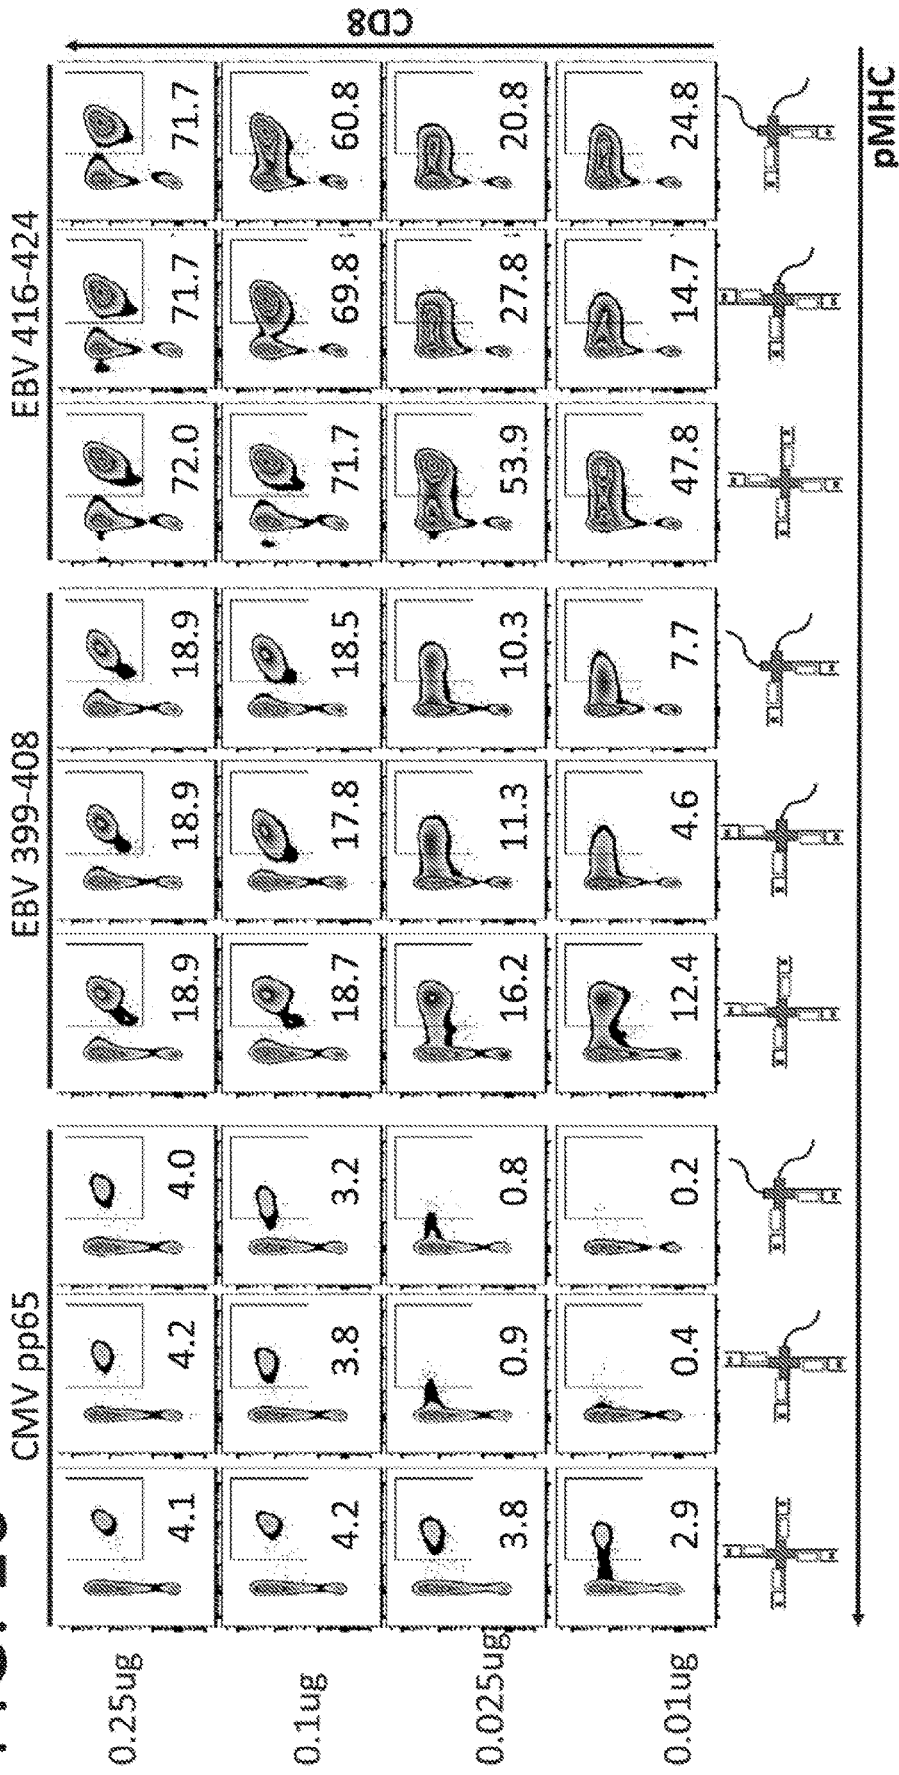 CMV pp65 EBV 399-408 EBV 416-424
0.25ug 4.1 4.2 4.0 18.9 18.9 18.9 72.0 71.7 71.7
0.1ug 4.2 3.8 3.2 18.7 17.8 18.5 71.7 69.8 60.8
0.025ug 3.8 0.9 0.8 16.2 11.3 10.3 53.9 27.8 20.8
0.01ug 2.9 0.4 0.2 12.4 4.6 7.7 47.8 14.7 24.8
CD8
pMHC